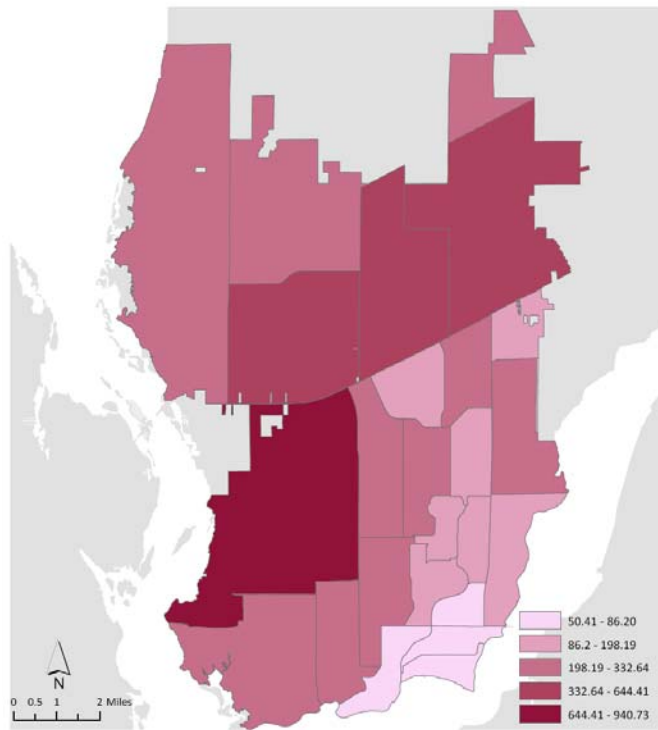 50.41 - 86.20
86.2 - 198.19
198.19 - 332.64
332.64 - 644.41
644.41 - 940.73
N
0 0.5 1 2 Miles